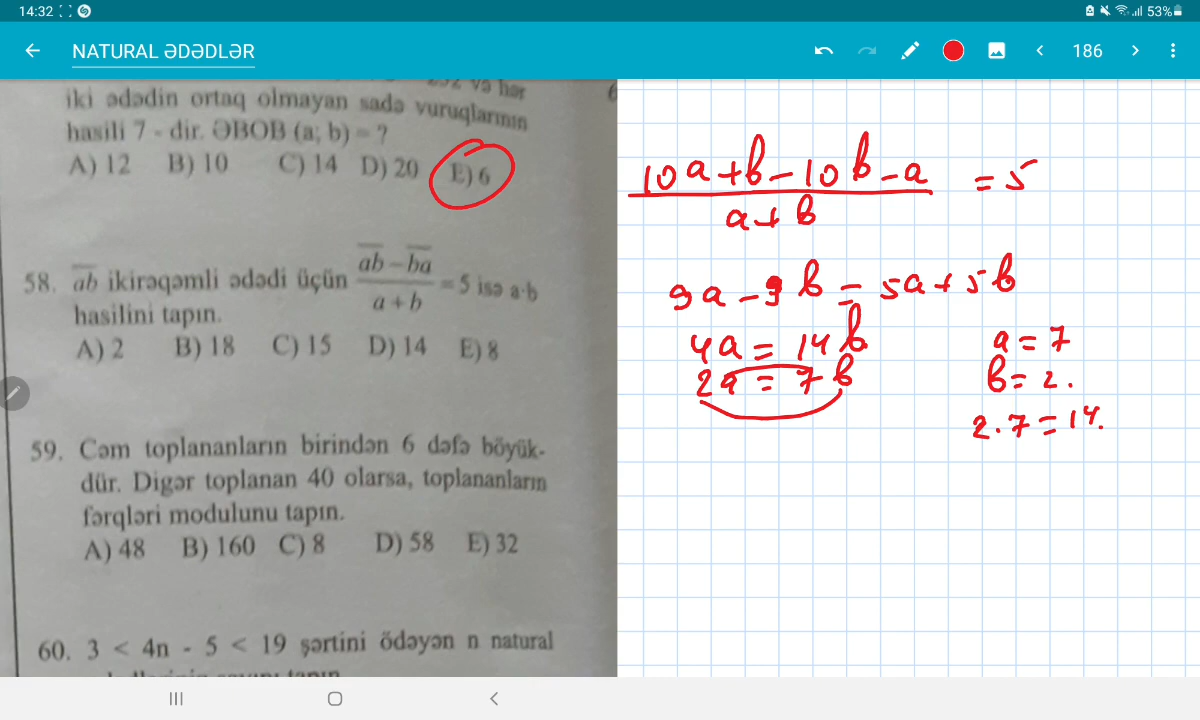 14:32
53%
NATURAL ƏDƏDLƏR
186
və hər
iki ədədin ortaq olmayan sadə vuruqlarının
hasili 7 - dir. ƏBOB (a; b) = ?
A) 12 B) 10 C) 14 D) 20 E) 6
58. ab ikirəqəmli ədədi üçün (ab − ba)/(a + b) = 5 isə a·b
hasilini tapın.
A) 2 B) 18 C) 15 D) 14 E) 8
59. Cəm toplananların birindən 6 dəfə böyük-
dür. Digər toplanan 40 olarsa, toplananların
fərqləri modulunu tapın.
A) 48 B) 160 C) 8 D) 58 E) 32
60. 3 < 4n - 5 < 19 şərtini ödəyən n natural
6
10a+b-10b-a = 5
a+b
9a-9b=5a+5b
4a=14b
2a=7b
a=7
b=2.
2.7=14.